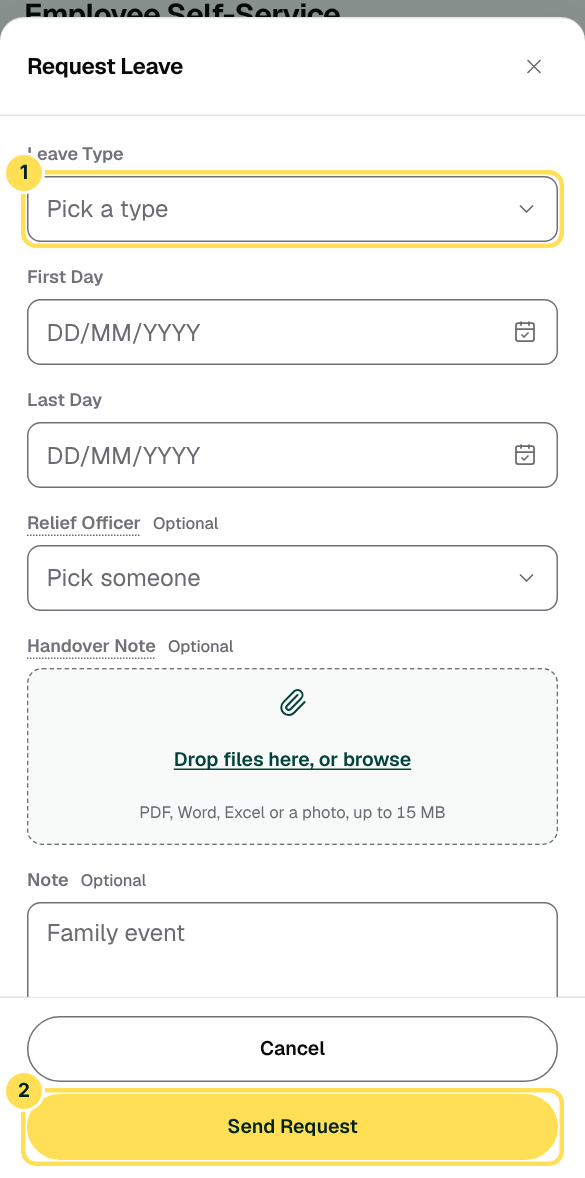 Employee Self-Service
Request Leave
Leave Type
1
Pick a type
First Day
DD/MM/YYYY
Last Day
DD/MM/YYYY
Relief Officer Optional
Pick someone
Handover Note Optional
Drop files here, or browse
PDF, Word, Excel or a photo, up to 15 MB
Note Optional
Family event
Cancel
2
Send Request